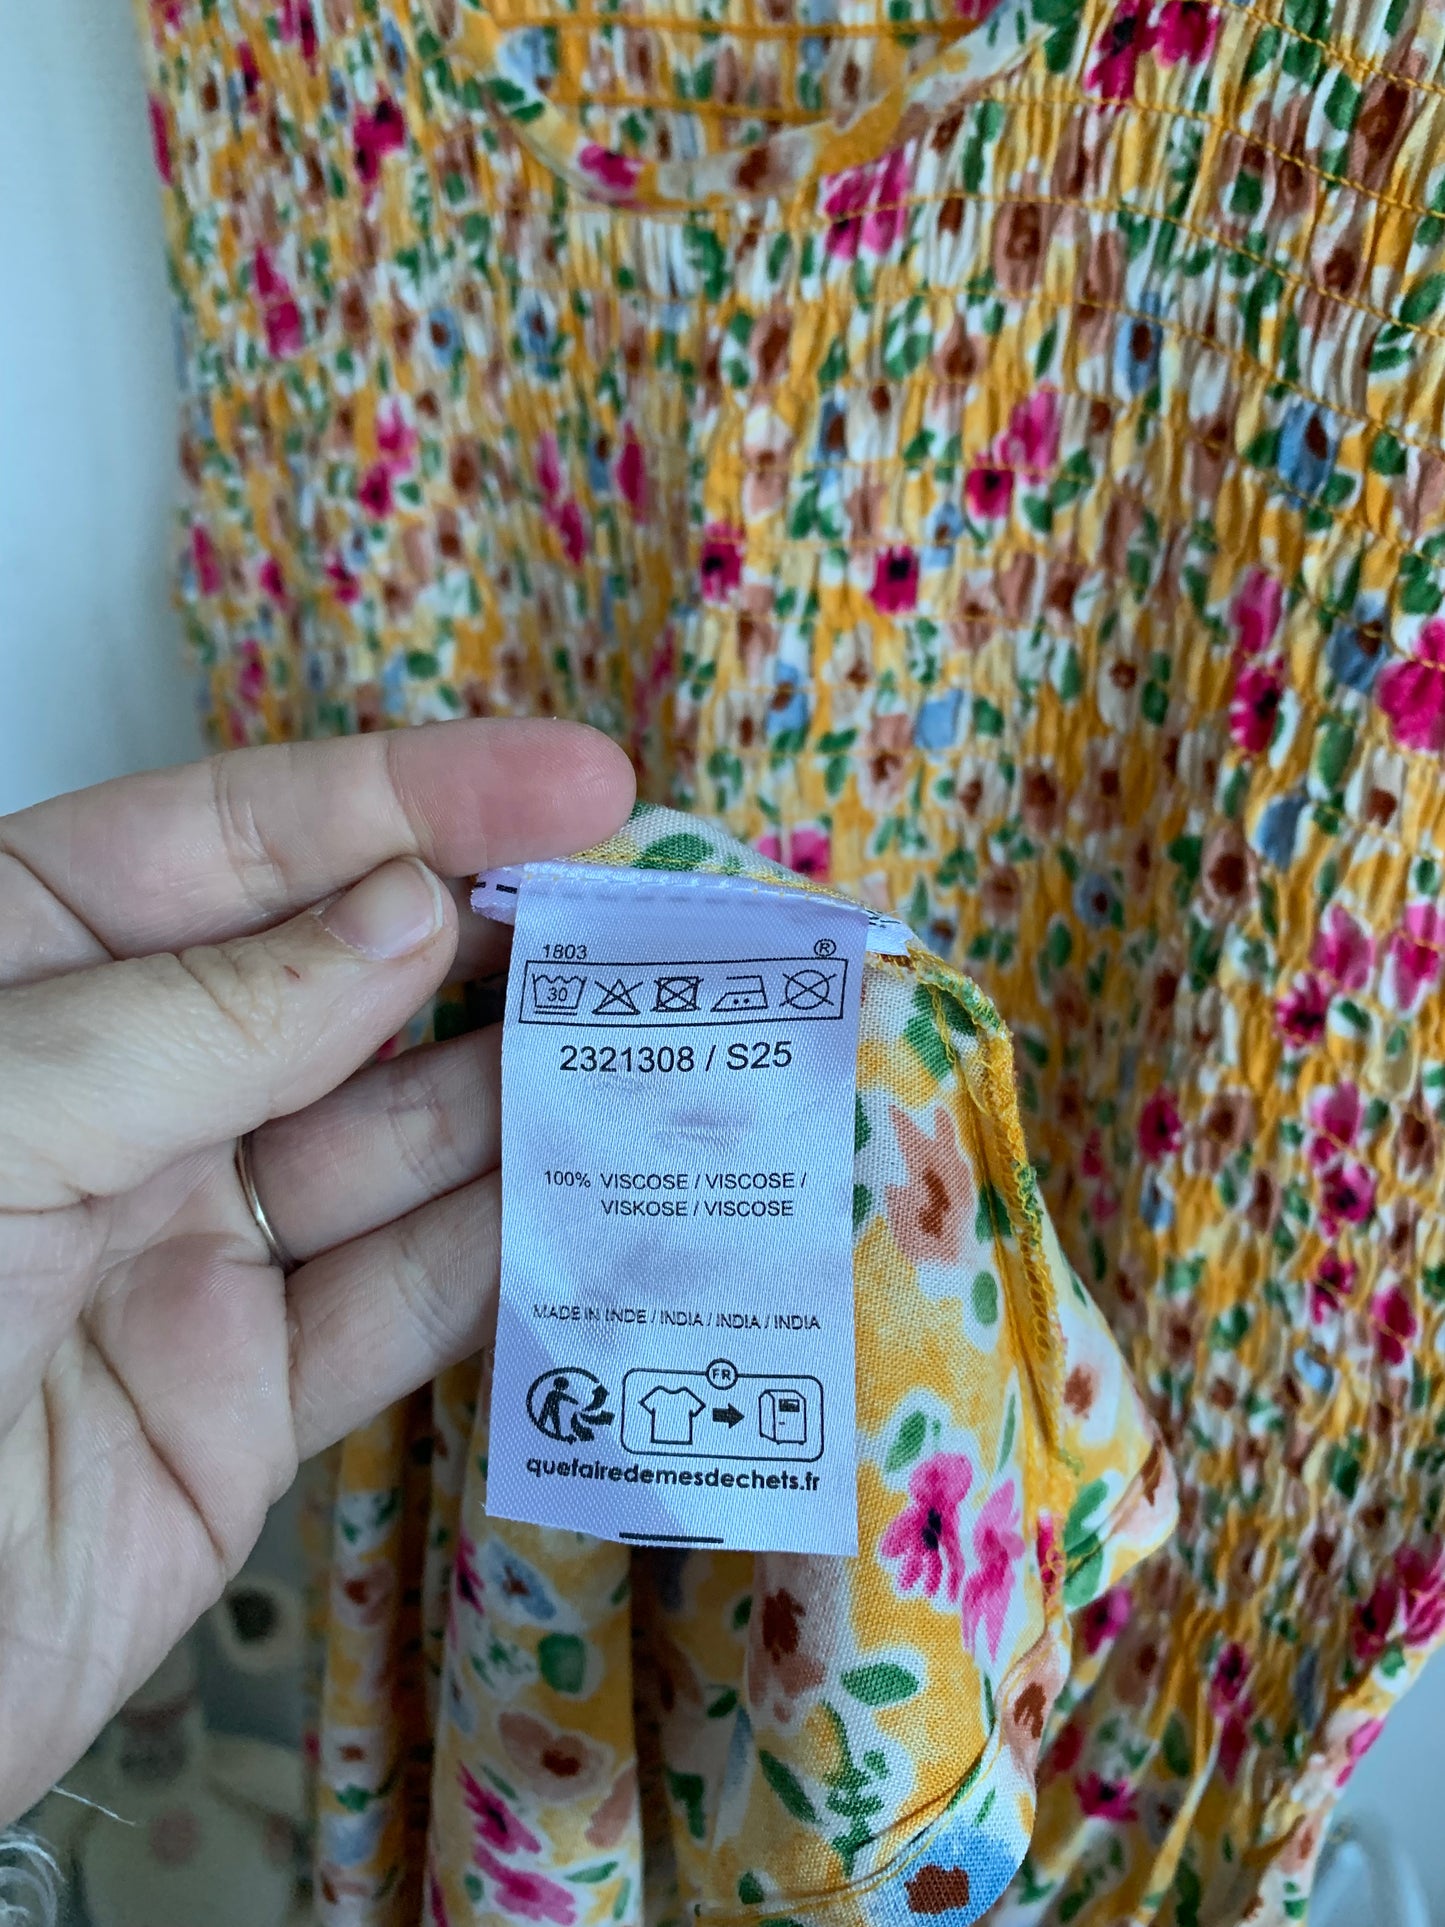 1803 ®
30
2321308 / S25
100% VISCOSE / VISCOSE /
VISKOSE / VISCOSE
MADE IN INDE / INDIA / INDIA / INDIA
FR
quefairedemesdechets.fr